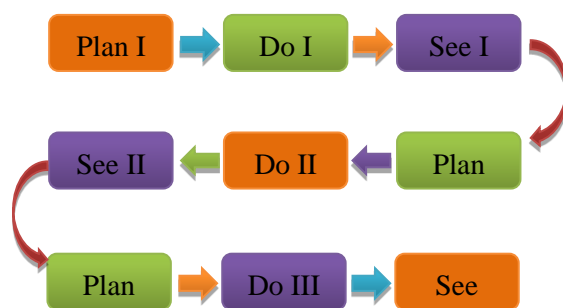 Plan I
Do I
See I
See II
Do II
Plan
Plan
Do III
See